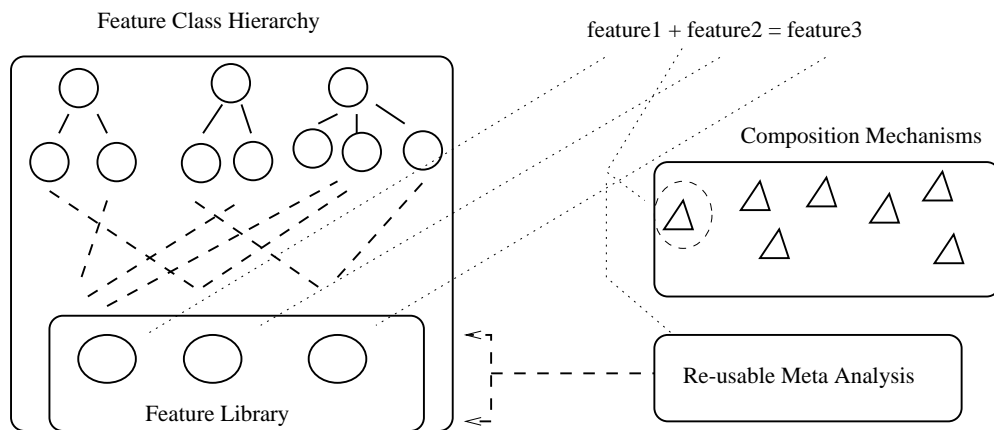 Feature Class Hierarchy
feature1 + feature2 = feature3
Composition Mechanisms
Re-usable Meta Analysis
Feature Library